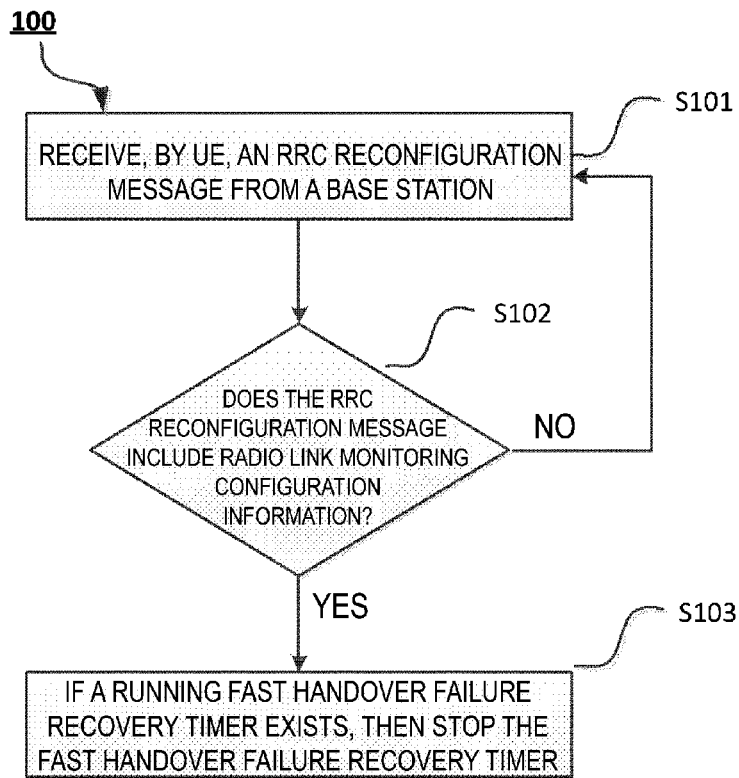 100
S101
RECEIVE, BY UE, AN RRC RECONFIGURATION
MESSAGE FROM A BASE STATION
S102
DOES THE RRC
RECONFIGURATION MESSAGE
INCLUDE RADIO LINK MONITORING
CONFIGURATION
INFORMATION?
NO
YES
S103
IF A RUNNING FAST HANDOVER FAILURE
RECOVERY TIMER EXISTS, THEN STOP THE
FAST HANDOVER FAILURE RECOVERY TIMER